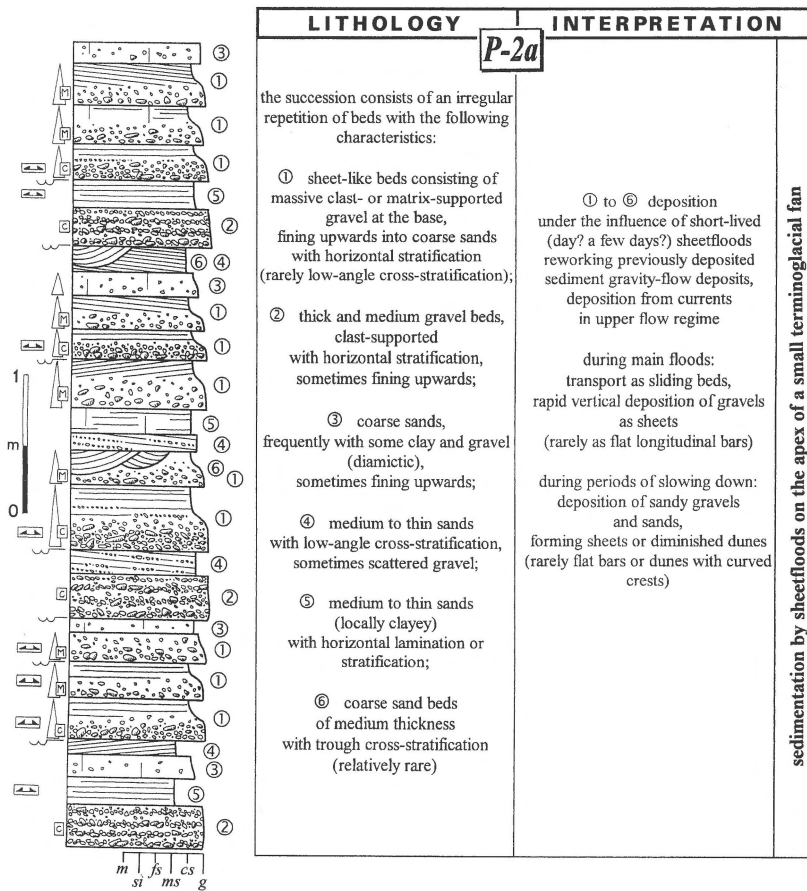 LITHOLOGY
INTERPRETATION
P-2a
the succession consists of an irregular
repetition of beds with the following
characteristics:
① sheet-like beds consisting of
massive clast- or matrix-supported
gravel at the base,
fining upwards into coarse sands
with horizontal stratification
(rarely low-angle cross-stratification);
② thick and medium gravel beds,
clast-supported
with horizontal stratification,
sometimes fining upwards;
③ coarse sands,
frequently with some clay and gravel
(diamictic),
sometimes fining upwards;
④ medium to thin sands
with low-angle cross-stratification,
sometimes scattered gravel;
⑤ medium to thin sands
(locally clayey)
with horizontal lamination or
stratification;
⑥ coarse sand beds
of medium thickness
with trough cross-stratification
(relatively rare)
① to ⑥ deposition
under the influence of short-lived
(day? a few days?) sheetfloods
reworking previously deposited
sediment gravity-flow deposits,
deposition from currents
in upper flow regime
during main floods:
transport as sliding beds,
rapid vertical deposition of gravels
as sheets
(rarely as flat longitudinal bars)
during periods of slowing down:
deposition of sandy gravels
and sands,
forming sheets or diminished dunes
(rarely flat bars or dunes with curved
crests)
sedimentation by sheetfloods on the apex of a small terminoglacial fan
③
M ①
M ①
C ①
⑤
C ②
⑥ ④
③
M ①
C ①
M ①
⑤
④
⑥
M ①
C ①
④
C ②
③
M ①
M ①
C ①
④
③
⑤
C ②
1
m
0
m si fs ms cs g